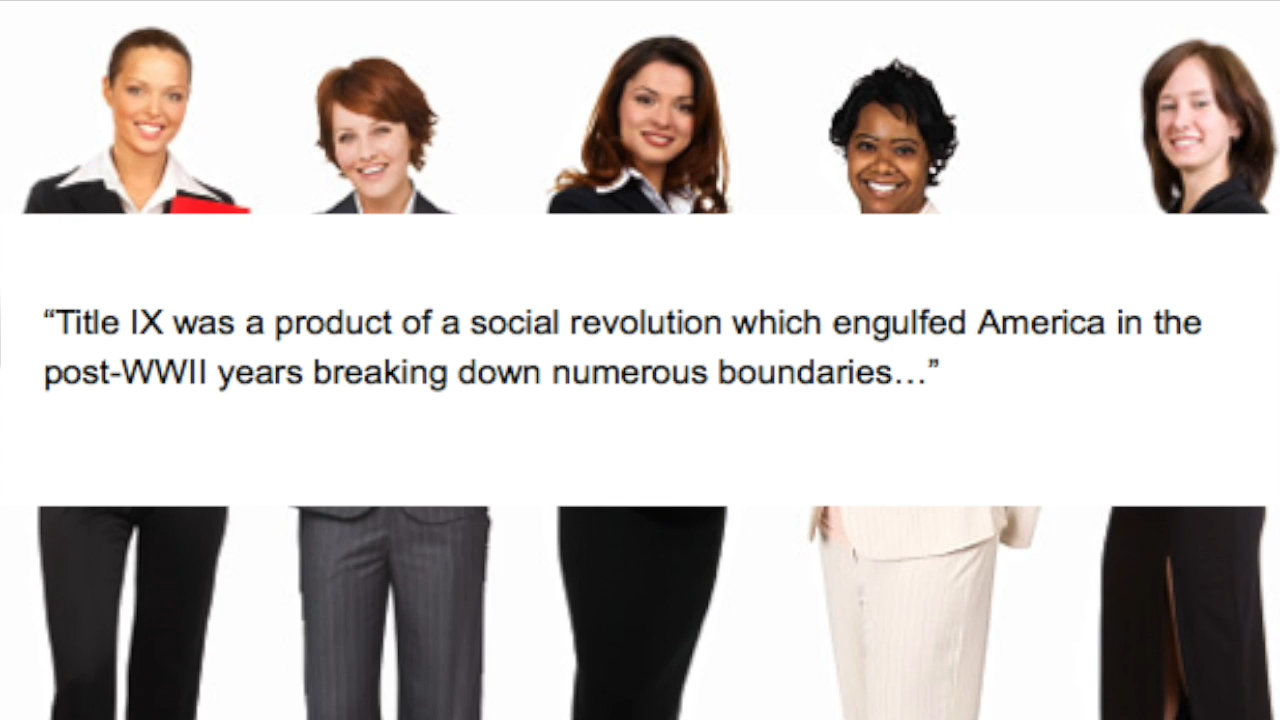 “Title IX was a product of a social revolution which engulfed America in the
post-WWII years breaking down numerous boundaries…”